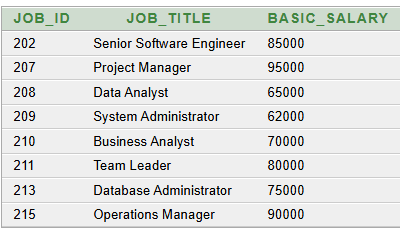 JOB_ID JOB_TITLE BASIC_SALARY
202 Senior Software Engineer 85000
207 Project Manager 95000
208 Data Analyst 65000
209 System Administrator 62000
210 Business Analyst 70000
211 Team Leader 80000
213 Database Administrator 75000
215 Operations Manager 90000